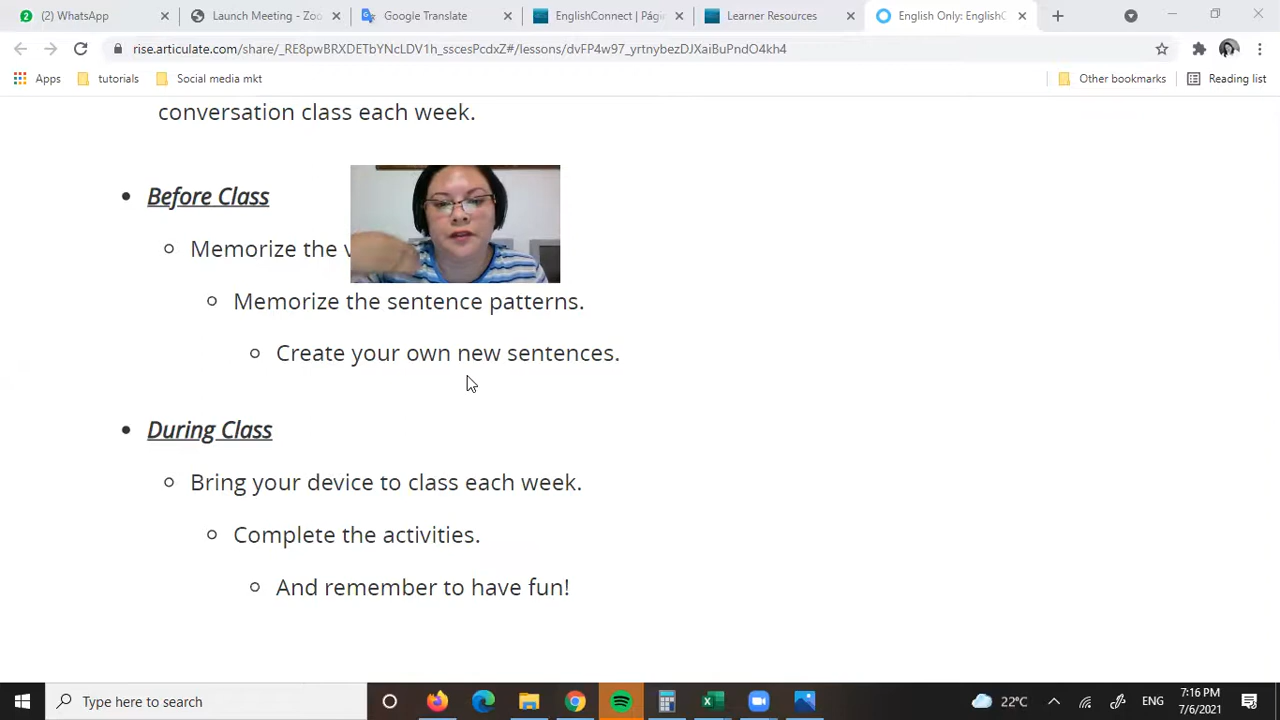 (2) WhatsApp
Launch Meeting - Zoo
Google Translate
EnglishConnect | Pági
Learner Resources
English Only: EnglishC
rise.articulate.com/share/_RE8pwBRXDETbYNcLDV1h_sscesPcdxZ#/lessons/dvFP4w97_yrtnybezDJXaiBuPndO4kh4
Apps
tutorials
Social media mkt
Other bookmarks
Reading list
conversation class each week.
Before Class
Memorize the
Memorize the sentence patterns.
Create your own new sentences.
During Class
Bring your device to class each week.
Complete the activities.
And remember to have fun!
Type here to search
22°C
ENG
7:16 PM
7/6/2021